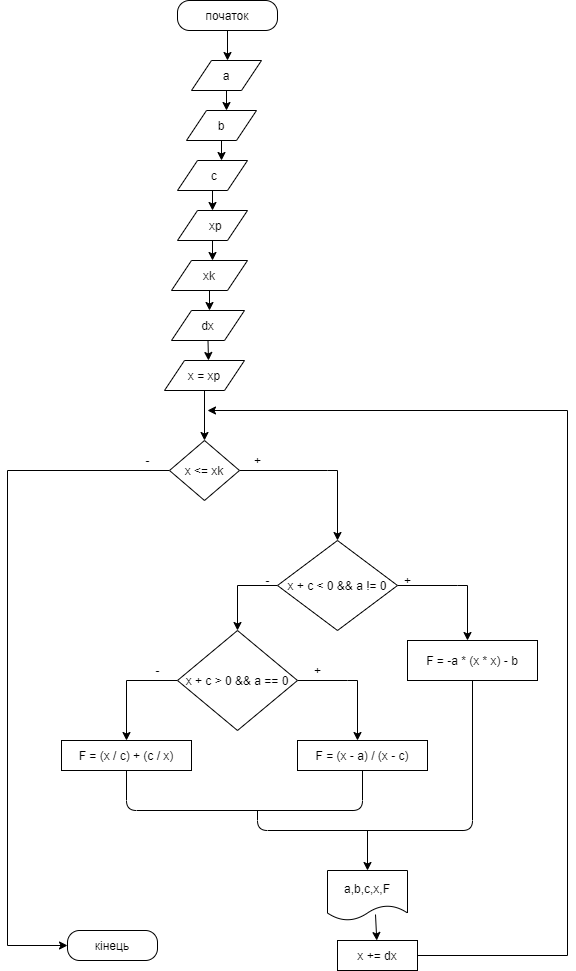 початок
a
b
c
xp
xk
dx
x = xp
x <= xk
-
+
x + c < 0 && a != 0
-
+
F = -a * (x * x) - b
x + c > 0 && a == 0
-
+
F = (x / c) + (c / x)
F = (x - a) / (x - c)
a,b,c,x,F
x += dx
кінець